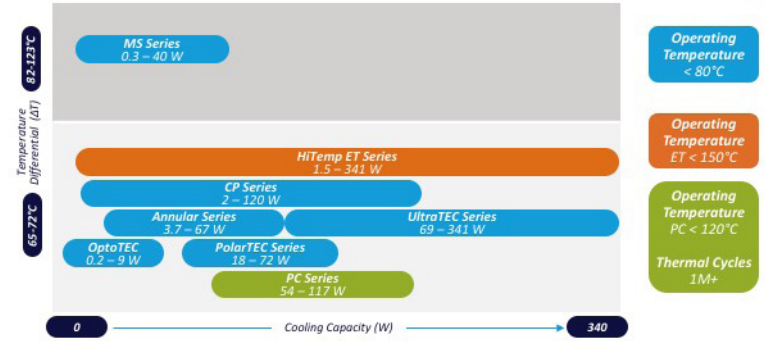 82-123°C
Temperature
Differential (ΔT)
65-72°C
MS Series
0.3 – 40 W
HiTemp ET Series
1.5 – 341 W
CP Series
2 – 120 W
Annular Series
3.7 – 67 W
UltraTEC Series
69 – 341 W
OptoTEC
0.2 – 9 W
PolarTEC Series
18 – 72 W
PC Series
54 – 117 W
0
Cooling Capacity (W)
340
Operating
Temperature
< 80°C
Operating
Temperature
ET < 150°C
Operating
Temperature
PC < 120°C
Thermal Cycles
1M+